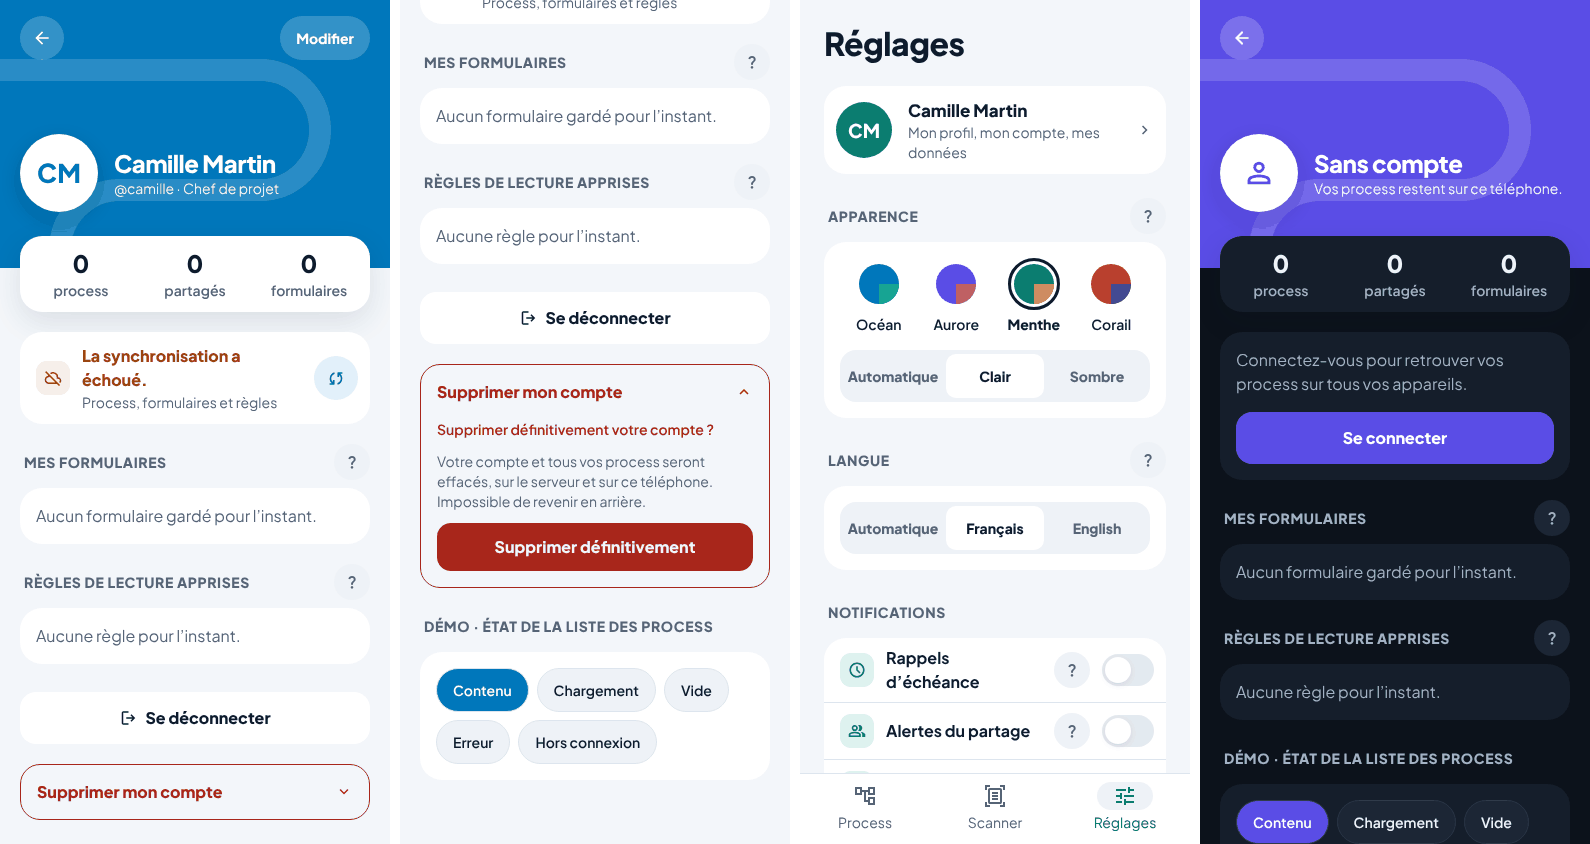 Modifier
CM
Camille Martin
@camille · Chef de projet
0
process
0
partagés
0
formulaires
La synchronisation a
échoué.
Process, formulaires et règles
MES FORMULAIRES
?
Aucun formulaire gardé pour l’instant.
RÈGLES DE LECTURE APPRISES
?
Aucune règle pour l’instant.
Se déconnecter
Supprimer mon compte
Process, formulaires et règles
MES FORMULAIRES
?
Aucun formulaire gardé pour l’instant.
RÈGLES DE LECTURE APPRISES
?
Aucune règle pour l’instant.
Se déconnecter
Supprimer mon compte
Supprimer définitivement votre compte ?
Votre compte et tous vos process seront
effacés, sur le serveur et sur ce téléphone.
Impossible de revenir en arrière.
Supprimer définitivement
DÉMO · ÉTAT DE LA LISTE DES PROCESS
Contenu
Chargement
Vide
Erreur
Hors connexion
Réglages
CM
Camille Martin
Mon profil, mon compte, mes
données
APPARENCE
?
Océan
Aurore
Menthe
Corail
Automatique
Clair
Sombre
LANGUE
?
Automatique
Français
English
NOTIFICATIONS
Rappels
d’échéance
?
Alertes du partage
?
Process
Scanner
Réglages
Sans compte
Vos process restent sur ce téléphone.
0
process
0
partagés
0
formulaires
Connectez-vous pour retrouver vos
process sur tous vos appareils.
Se connecter
MES FORMULAIRES
?
Aucun formulaire gardé pour l’instant.
RÈGLES DE LECTURE APPRISES
?
Aucune règle pour l’instant.
DÉMO · ÉTAT DE LA LISTE DES PROCESS
Contenu
Chargement
Vide